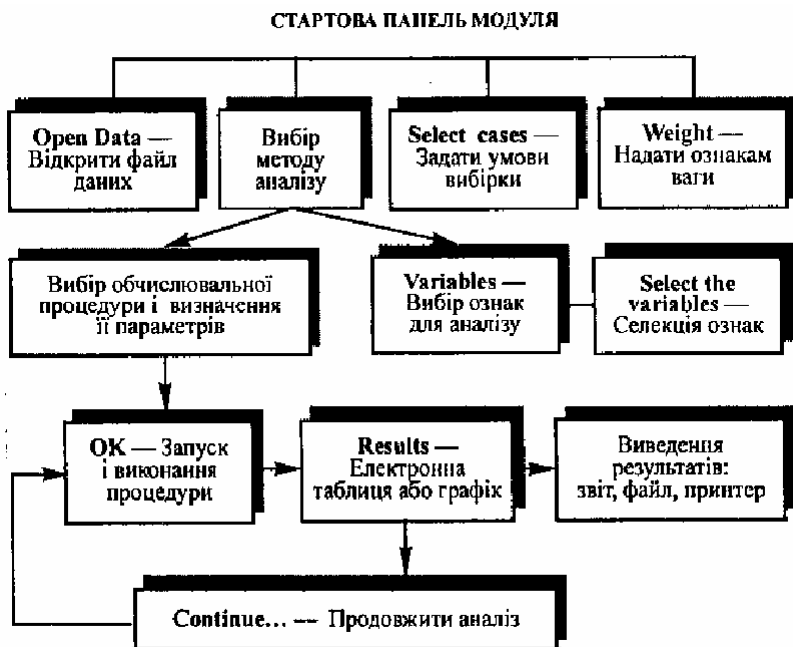 СТАРТОВА ПАНЕЛЬ МОДУЛЯ
Open Data —
Відкрити файл
даних
Вибір
методу
аналізу
Select cases —
Задати умови
вибірки
Weight —
Надати ознакам
ваги
Вибір обчислювальної
процедури і визначення
її параметрів
Variables —
Вибір ознак
для аналізу
Select the
variables —
Селекція ознак
OK — Запуск
і виконання
процедури
Results —
Електронна
таблиця або графік
Виведення
результатів:
звіт, файл, принтер
Continue... — Продовжити аналіз